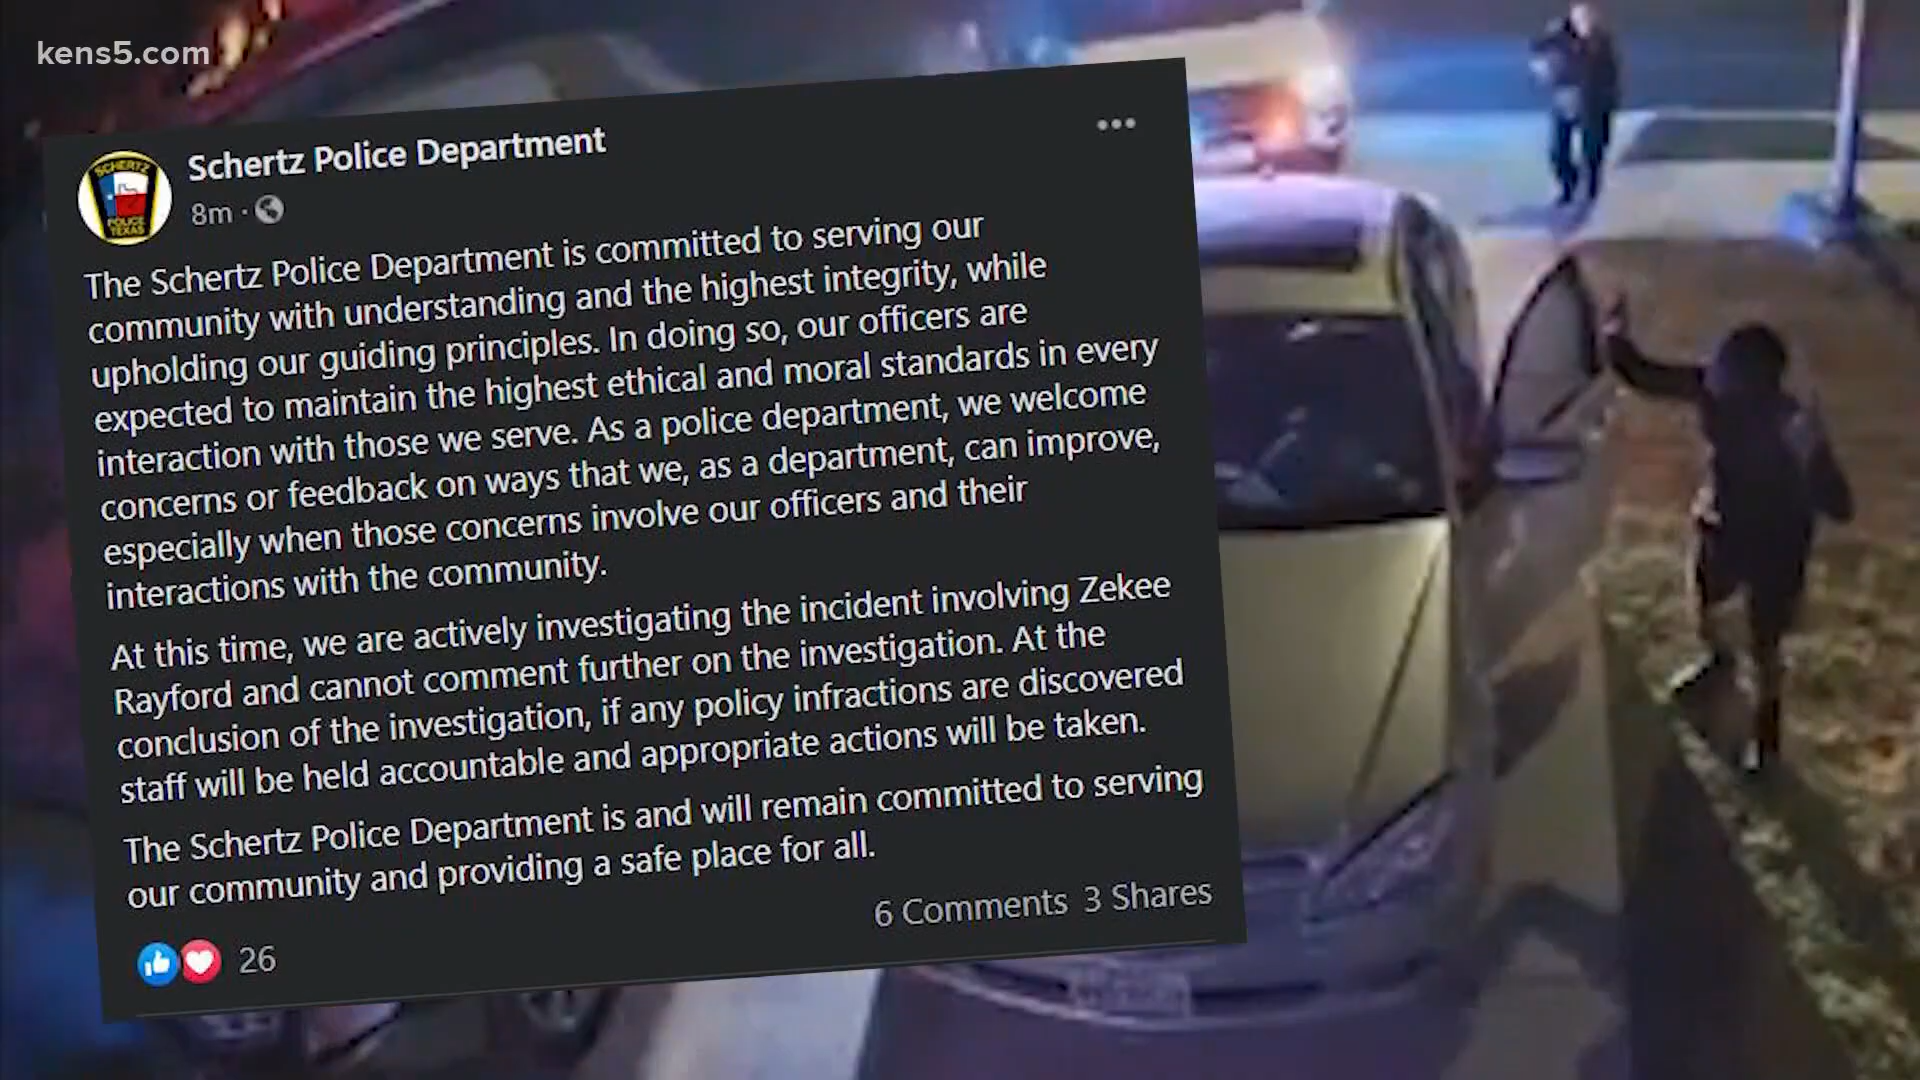 kens5.com
Schertz Police Department
8m ·
SCHERTZ
POLICE
TEXAS
The Schertz Police Department is committed to serving our
community with understanding and the highest integrity, while
upholding our guiding principles. In doing so, our officers are
expected to maintain the highest ethical and moral standards in every
interaction with those we serve. As a police department, we welcome
concerns or feedback on ways that we, as a department, can improve,
especially when those concerns involve our officers and their
interactions with the community.
At this time, we are actively investigating the incident involving Zekee
Rayford and cannot comment further on the investigation. At the
conclusion of the investigation, if any policy infractions are discovered
staff will be held accountable and appropriate actions will be taken.
The Schertz Police Department is and will remain committed to serving
our community and providing a safe place for all.
6 Comments 3 Shares
26